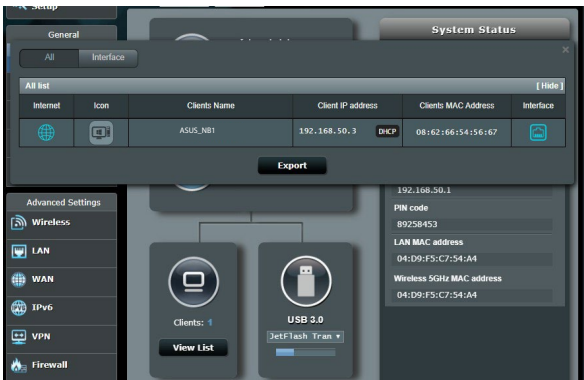 Setup
General
System Status
All
Interface
×
All list
[ Hide ]
Internet
Icon
Clients Name
Client IP address
Clients MAC Address
Interface
ASUS_NB1
192.168.50.3
DHCP
08:62:66:54:56:67
Export
192.168.50.1
Advanced Settings
PIN code
Wireless
89258453
LAN MAC address
LAN
04:D9:F5:C7:54:A4
WAN
Wireless 5GHz MAC address
04:D9:F5:C7:54:A4
IPv6
Clients: 1
USB 3.0
VPN
JetFlash Tran
View List
Firewall